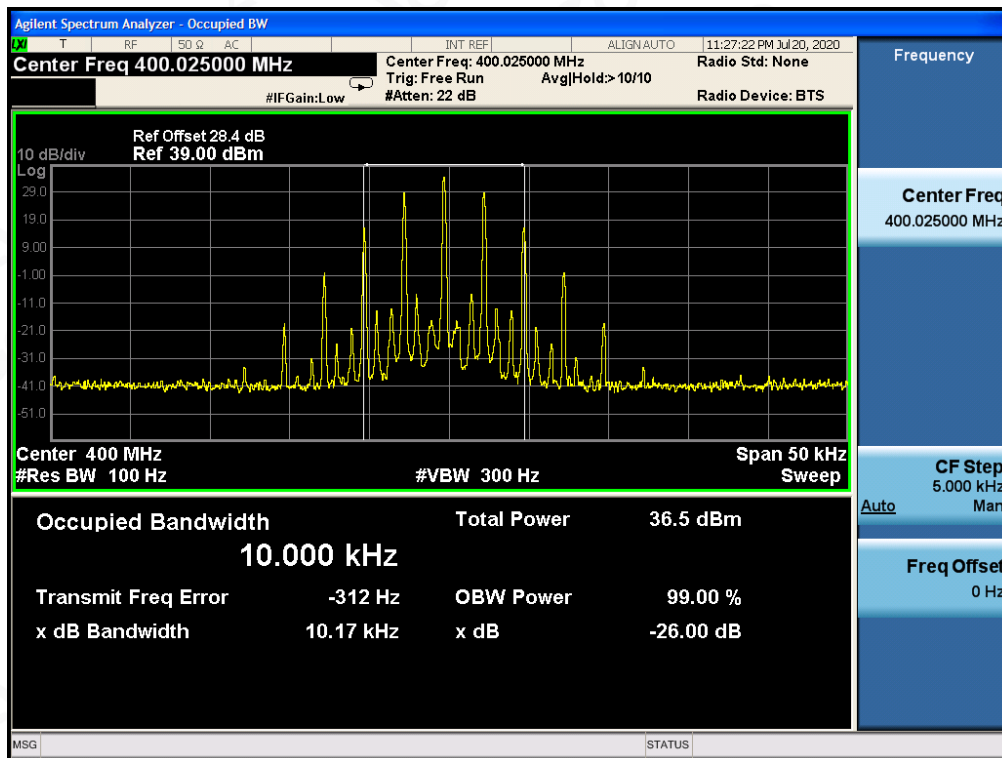 Agilent Spectrum Analyzer - Occupied BW
LXI T RF 50 Ω AC INT REF ALIGN AUTO 11:27:22 PM Jul 20, 2020
Center Freq 400.025000 MHz
Center Freq: 400.025000 MHz
Radio Std: None
Trig: Free Run Avg|Hold:> 10/10
#IFGain:Low
#Atten: 22 dB
Radio Device: BTS
Ref Offset 28.4 dB
10 dB/div Ref 39.00 dBm
Log
29.0
19.0
9.00
-1.00
-11.0
-21.0
-31.0
-41.0
-51.0
Center 400 MHz Span 50 kHz
#Res BW 100 Hz #VBW 300 Hz Sweep
Occupied Bandwidth Total Power 36.5 dBm
10.000 kHz
Transmit Freq Error -312 Hz OBW Power 99.00 %
x dB Bandwidth 10.17 kHz x dB -26.00 dB
MSG STATUS
Frequency
Center Freq
400.025000 MHz
CF Step
5.000 kHz
Auto Man
Freq Offset
0 Hz